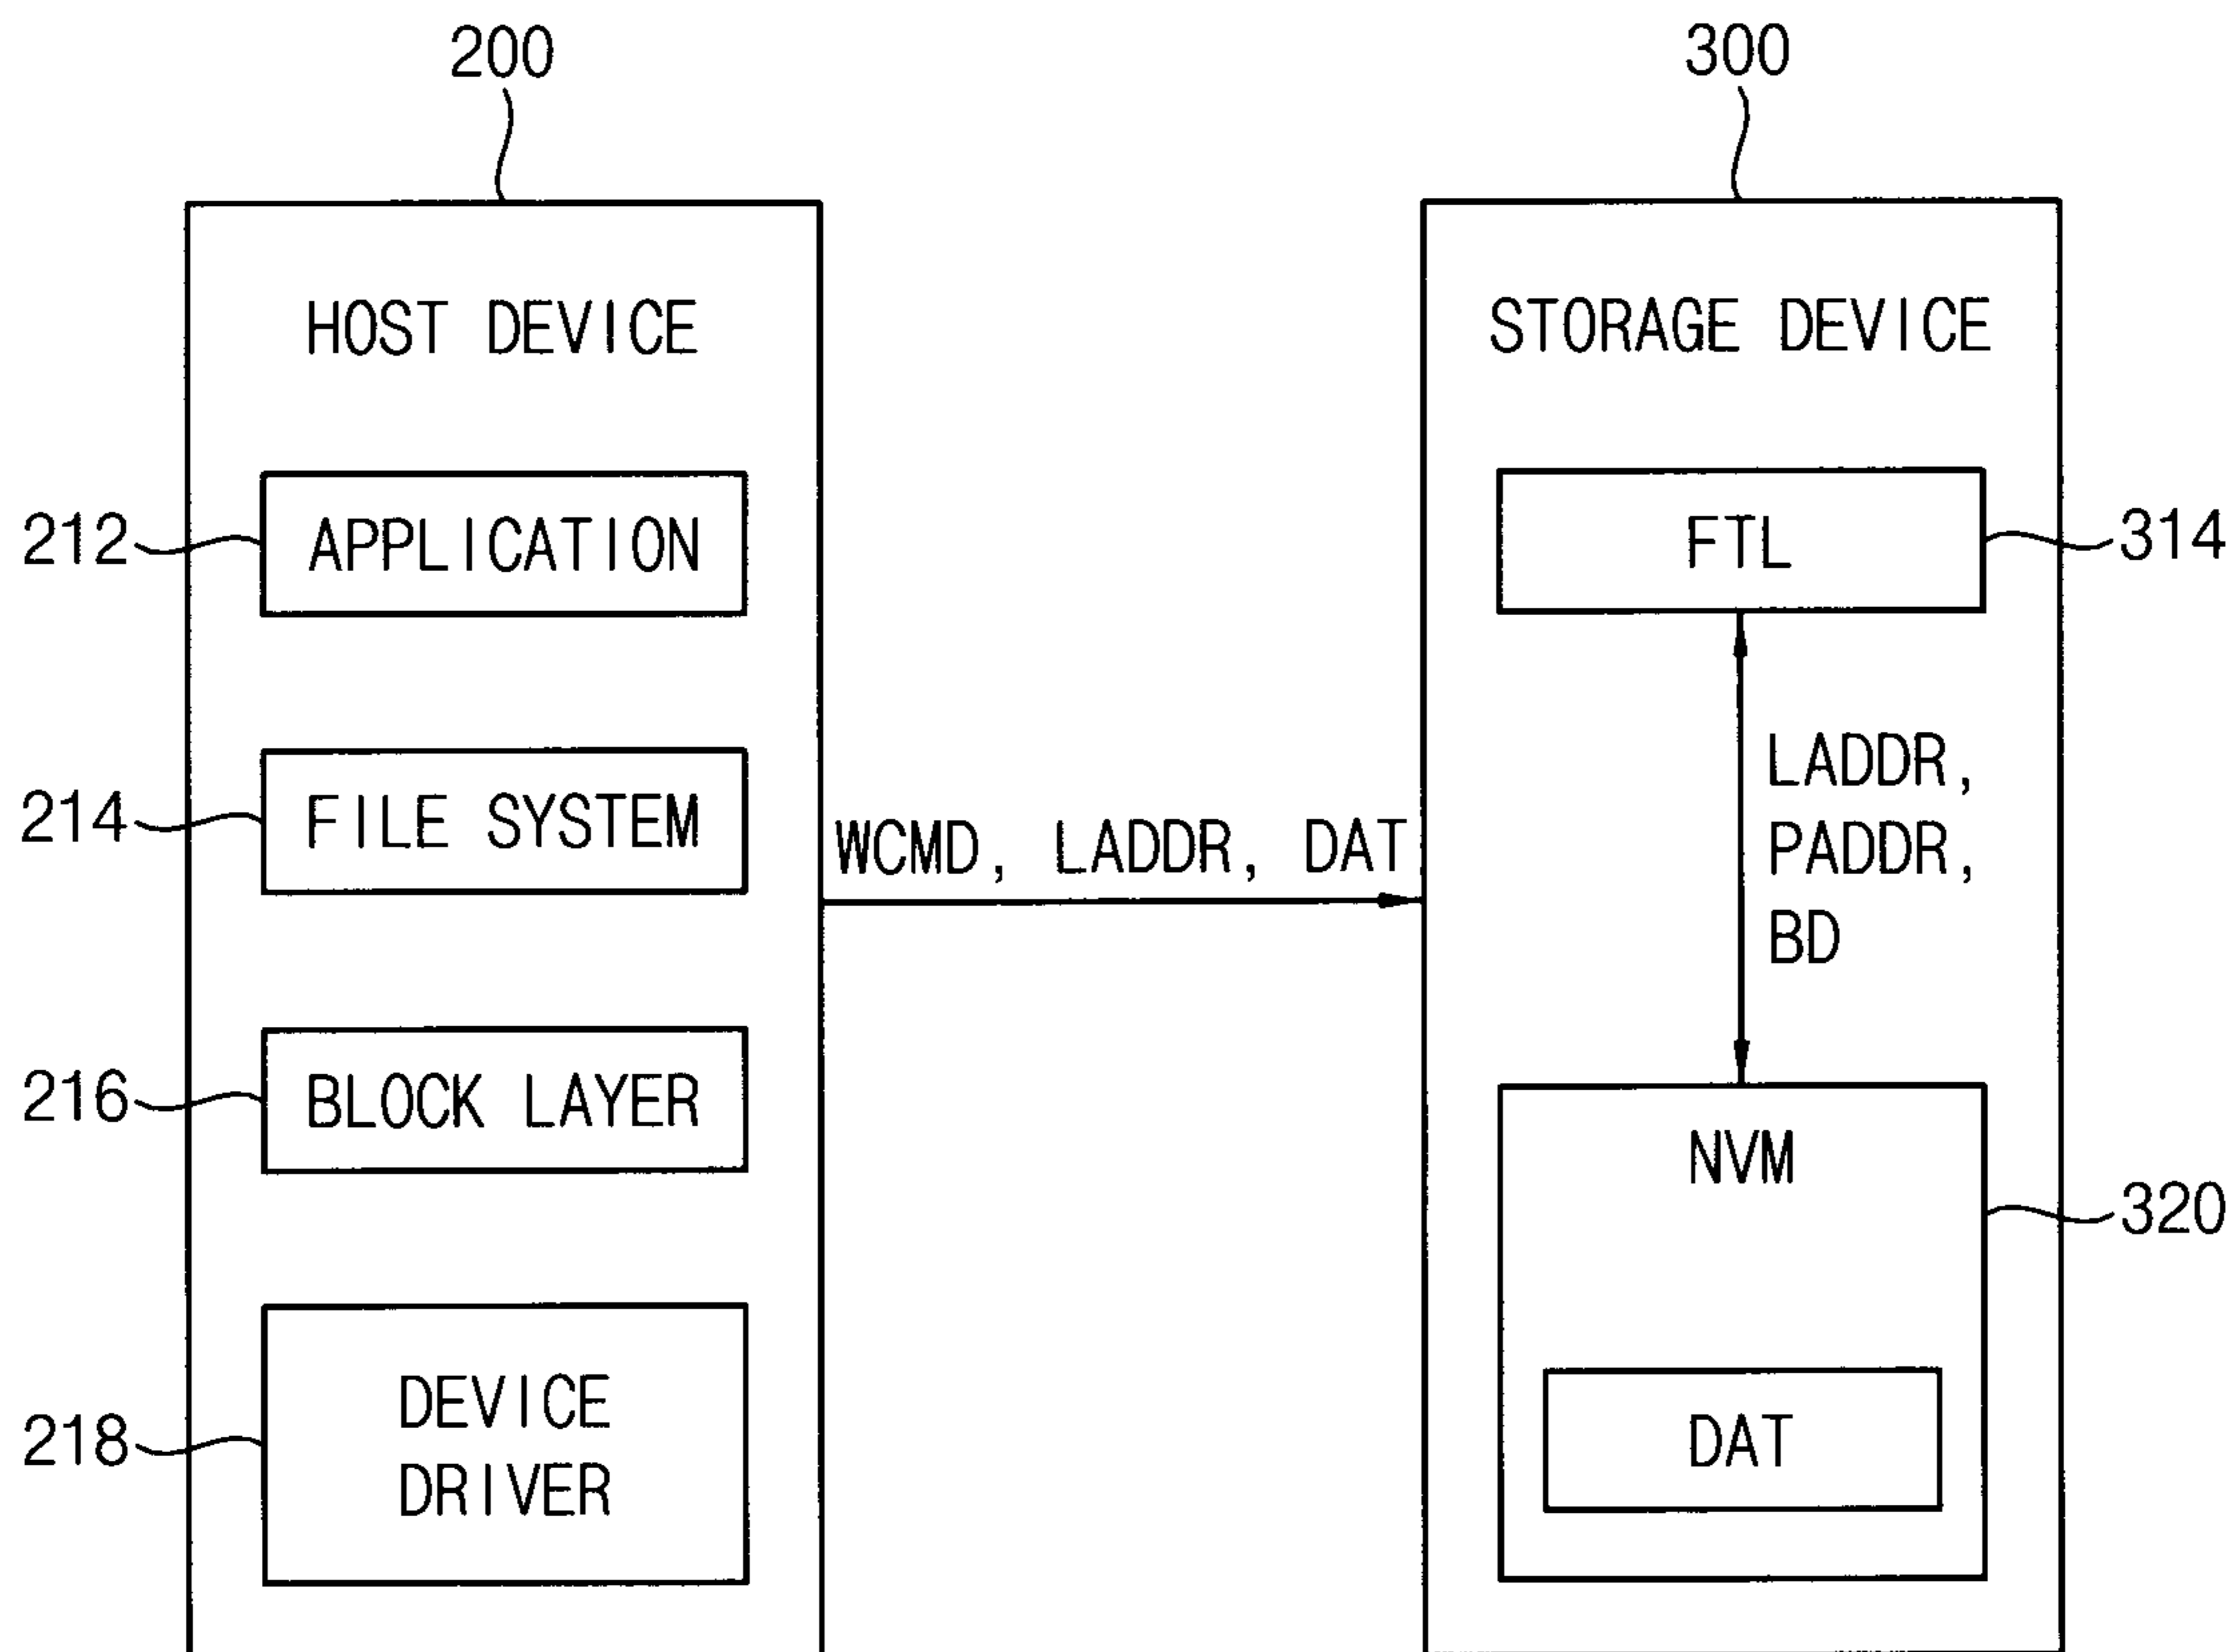 200
300
HOST DEVICE
STORAGE DEVICE
212
APPLICATION
FTL
314
214
FILE SYSTEM
WCMD, LADDR, DAT
LADDR,
PADDR,
BD
216
BLOCK LAYER
NVM
320
218
DEVICE
DRIVER
DAT